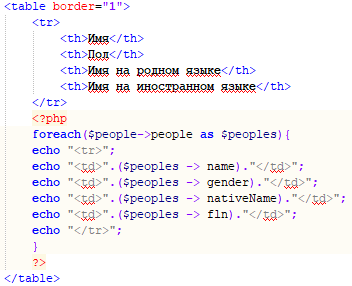 <table border="1">
<tr>
<th>Имя</th>
<th>Пол</th>
<th>Имя на родном языке</th>
<th>Имя на иностранном языке</th>
</tr>
<?php
foreach($people->people as $peoples){
echo "<tr>";
echo "<td>".($peoples -> name)."</td>";
echo "<td>".($peoples -> gender)."</td>";
echo "<td>".($peoples -> nativeName)."</td>";
echo "<td>".($peoples -> fln)."</td>";
echo "</tr>";
}
?>
</table>